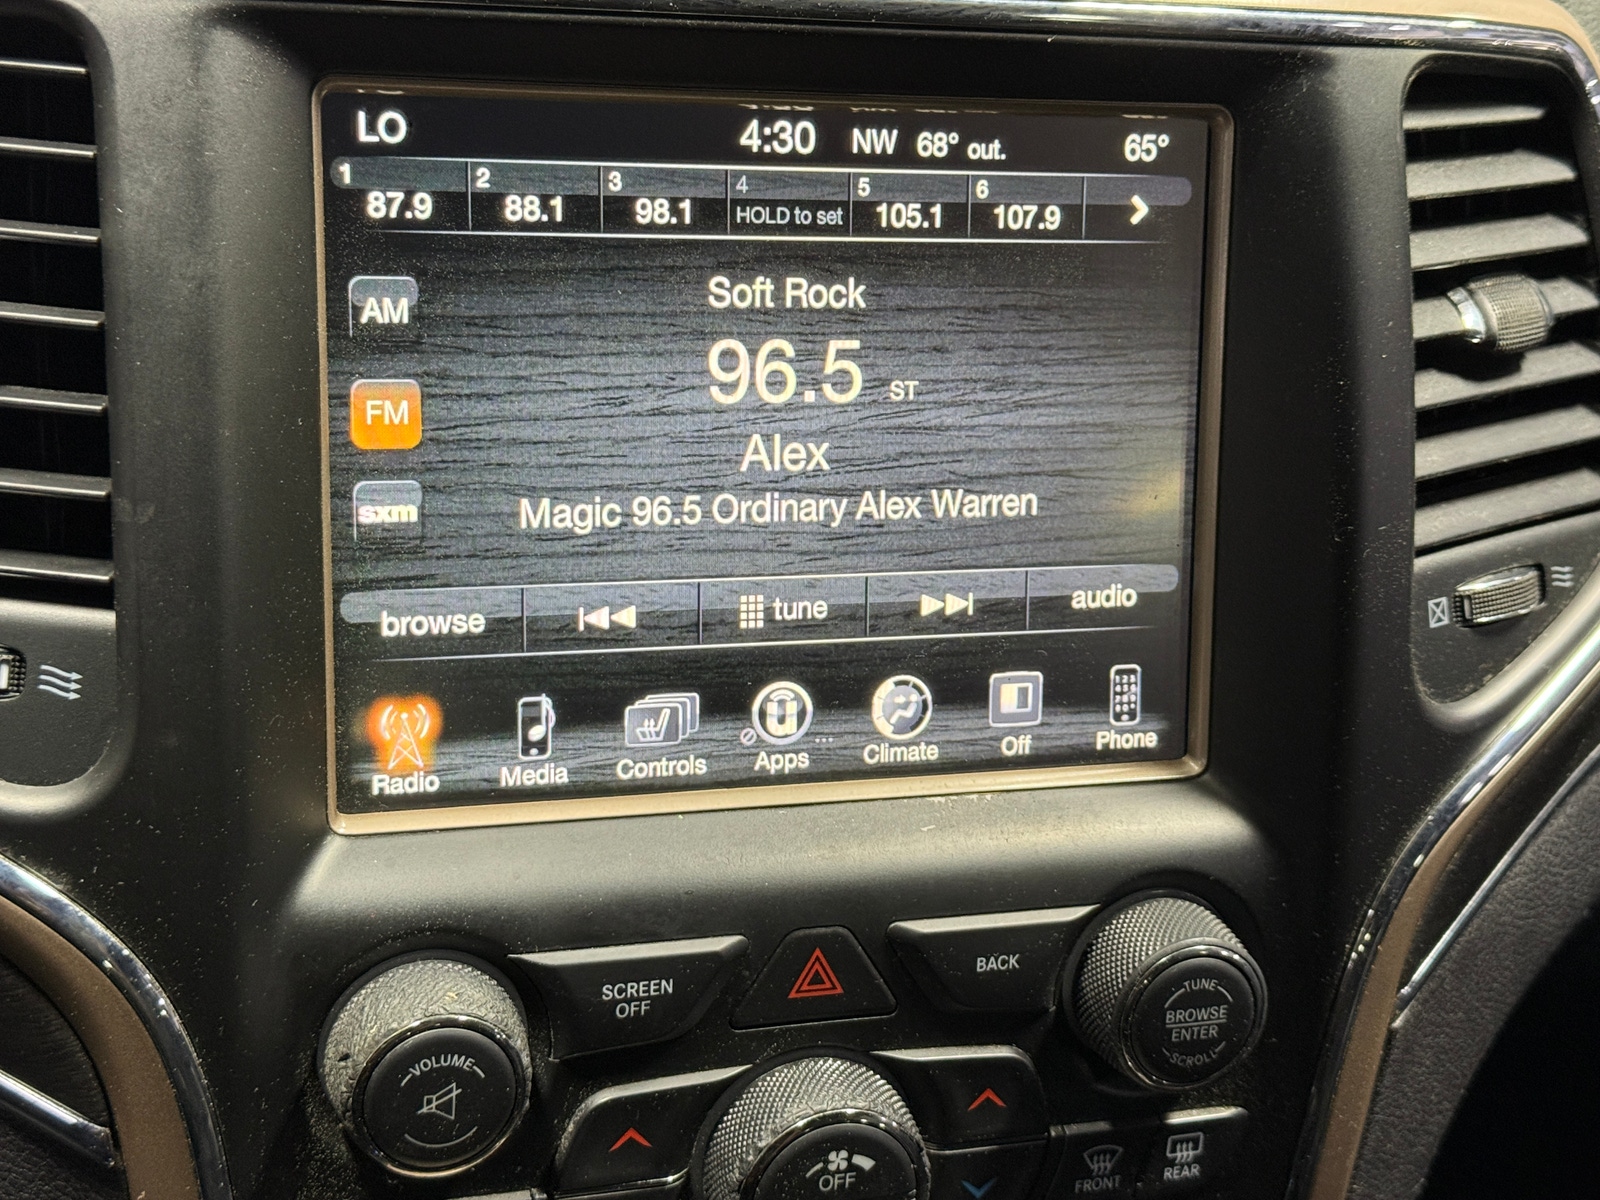 LO 4:30 NW 68° out. 65°
1 87.9 2 88.1 3 98.1 4 HOLD to set 5 105.1 6 107.9
Soft Rock
AM
96.5 ST
FM
Alex
sxm
Magic 96.5 Ordinary Alex Warren
browse tune audio
Radio Media Controls Apps ... Climate Off Phone
SCREEN
OFF
BACK
TUNE
BROWSE
ENTER
SCROLL
VOLUME
OFF
FRONT
REAR